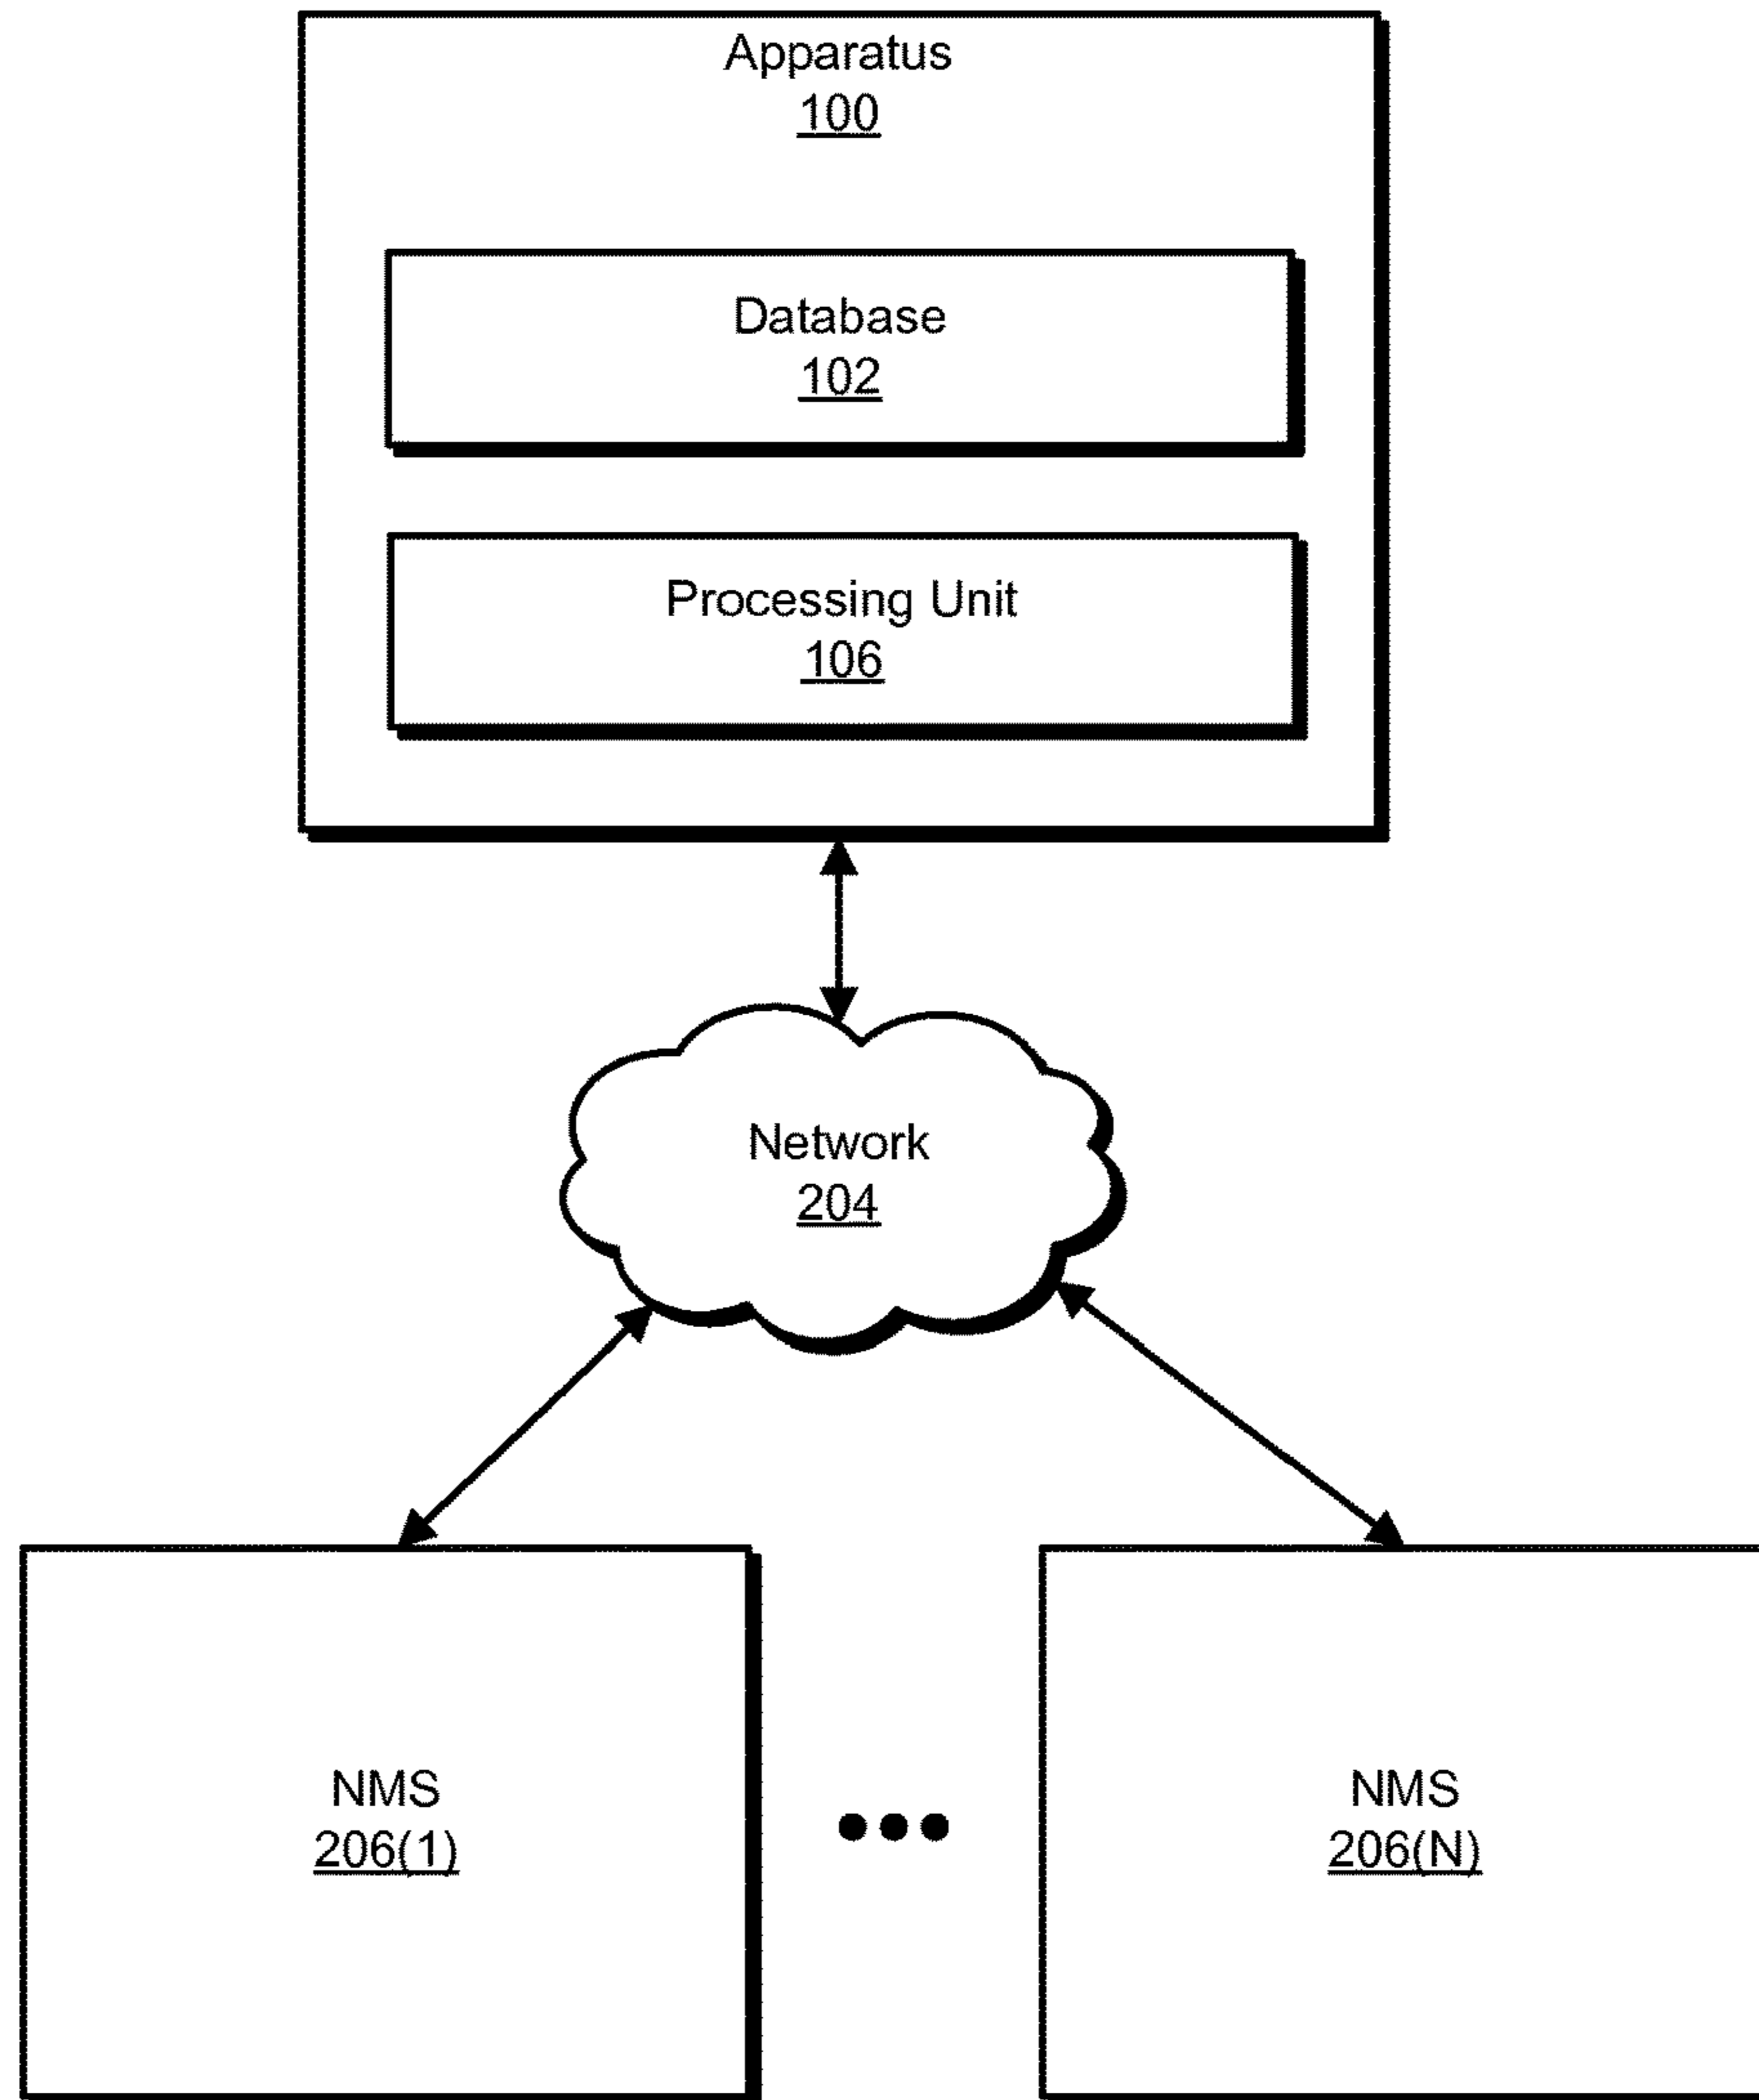 Apparatus
100
Database
102
Processing Unit
106
Network
204
NMS
206(1)
NMS
206(N)